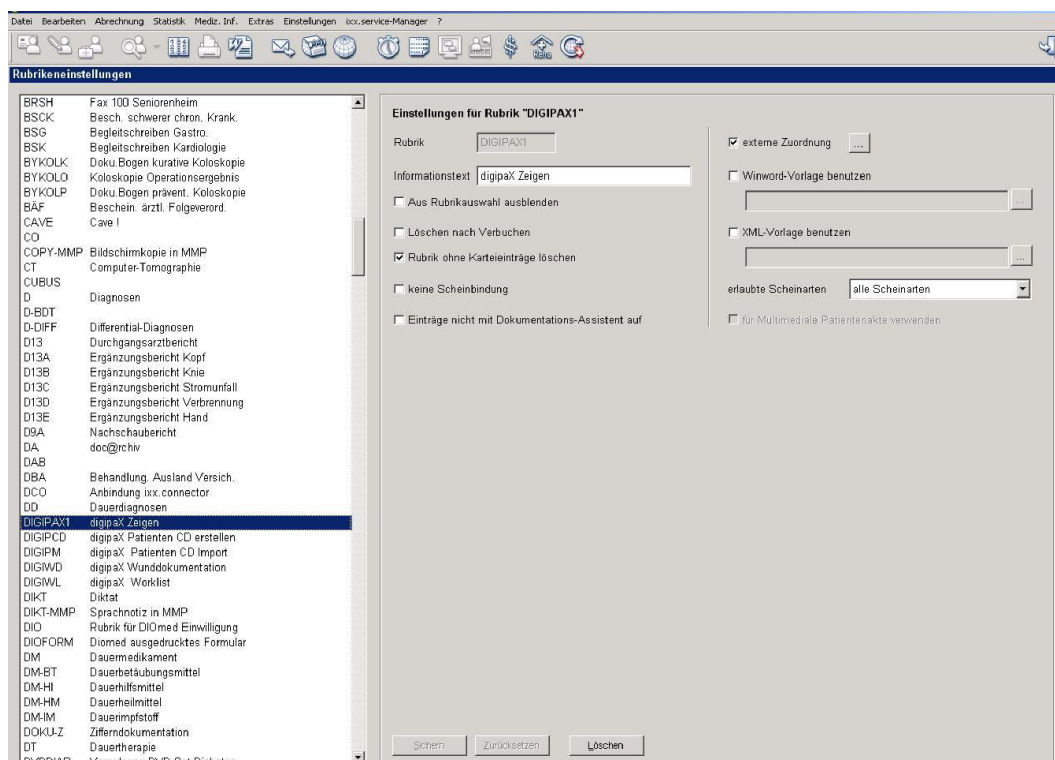 Datei Bearbeiten Abrechnung Statistik Mediz. Inf. Extras Einstellungen ixx.service-Manager ?
Reha
Rubrikeneinstellungen
BRSH Fax 100 Seniorenheim
BSCK Besch. schwerer chron. Krank.
BSG Begleitschreiben Gastro.
BSK Begleitschreiben Kardiologie
BYKOLK Doku.Bogen kurative Koloskopie
BYKOLO Koloskopie Operationsergebnis
BYKOLP Doku.Bogen prävent. Koloskopie
BÄF Beschein. ärztl. Folgeverord.
CAVE Cave !
CO
COPY-MMP Bildschirmkopie in MMP
CT Computer-Tomographie
CUBUS
D Diagnosen
D-BDT
D-DIFF Differential-Diagnosen
D13 Durchgangsarztbericht
D13A Ergänzungsbericht Kopf
D13B Ergänzungsbericht Knie
D13C Ergänzungsbericht Stromunfall
D13D Ergänzungsbericht Verbrennung
D13E Ergänzungsbericht Hand
D9A Nachschaubericht
DA doc@rchiv
DAB
DBA Behandlung. Ausland Versich.
DCO Anbindung ixx.connector
DD Dauerdiagnosen
DIGIPAX1 digipaX Zeigen
DIGIPCD digipaX Patienten CD erstellen
DIGIPM digipaX Patienten CD Import
DIGIWD digipaX Wunddokumentation
DIGIWL digipaX Worklist
DIKT Diktat
DIKT-MMP Sprachnotiz in MMP
DIO Rubrik für DIOmed Einwilligung
DIOFORM Diomed ausgedrucktes Formular
DM Dauermedikament
DM-BT Dauerbetäubungsmittel
DM-HI Dauerhilfsmittel
DM-HM Dauerheilmittel
DM-IM Dauerimpfstoff
DOKU-Z Zifferndokumentation
DT Dauertherapie
Einstellungen für Rubrik "DIGIPAX1"
Rubrik DIGIPAX1
Informationstext digipaX Zeigen
Aus Rubrikauswahl ausblenden
Löschen nach Verbuchen
Rubrik ohne Karteieinträge löschen
keine Scheinbindung
Einträge nicht mit Dokumentations-Assistent auf
externe Zuordnung ...
Winword-Vorlage benutzen
...
XML-Vorlage benutzen
...
erlaubte Scheinarten alle Scheinarten
für Multimediale Patientenakte verwenden
Sichern Zurücksetzen Löschen